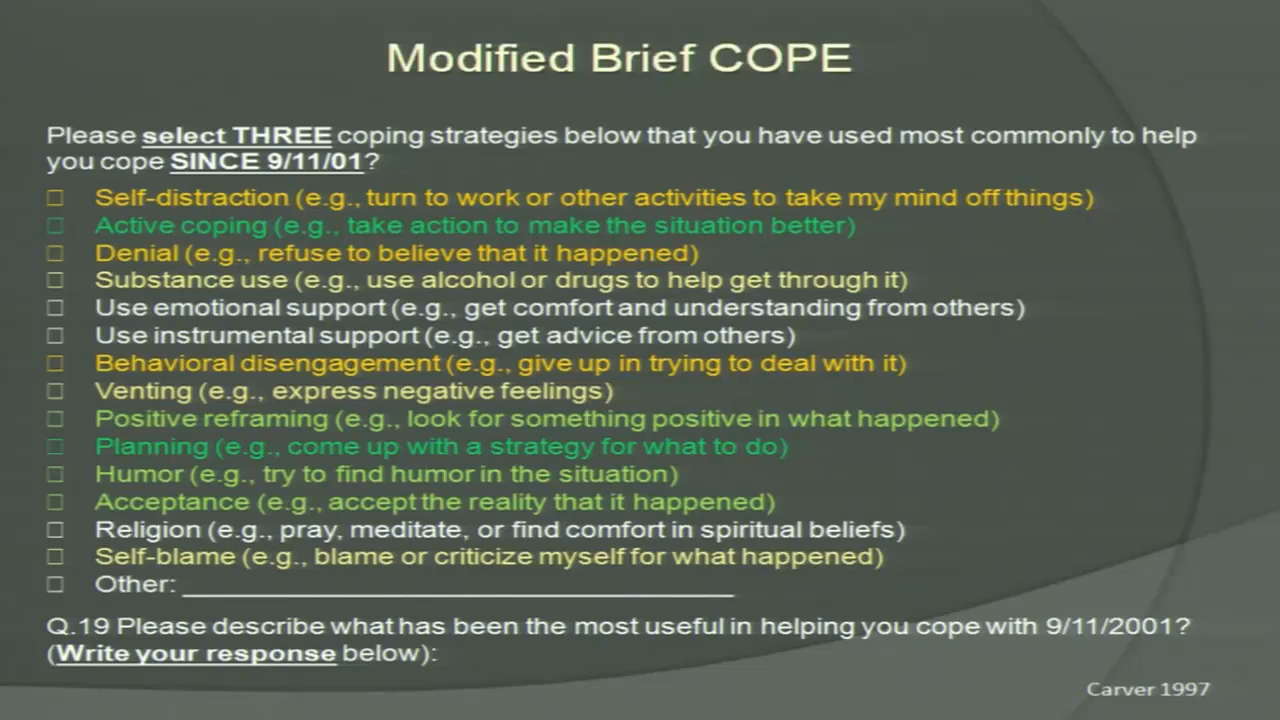 Modified Brief COPE
Please select THREE coping strategies below that you have used most commonly to help
you cope SINCE 9/11/01?
□ Self-distraction (e.g., turn to work or other activities to take my mind off things)
□ Active coping (e.g., take action to make the situation better)
□ Denial (e.g., refuse to believe that it happened)
□ Substance use (e.g., use alcohol or drugs to help get through it)
□ Use emotional support (e.g., get comfort and understanding from others)
□ Use instrumental support (e.g., get advice from others)
□ Behavioral disengagement (e.g., give up in trying to deal with it)
□ Venting (e.g., express negative feelings)
□ Positive reframing (e.g., look for something positive in what happened)
□ Planning (e.g., come up with a strategy for what to do)
□ Humor (e.g., try to find humor in the situation)
□ Acceptance (e.g., accept the reality that it happened)
□ Religion (e.g., pray, meditate, or find comfort in spiritual beliefs)
□ Self-blame (e.g., blame or criticize myself for what happened)
□ Other: ________________________________________
Q.19 Please describe what has been the most useful in helping you cope with 9/11/2001?
(Write your response below):
Carver 1997